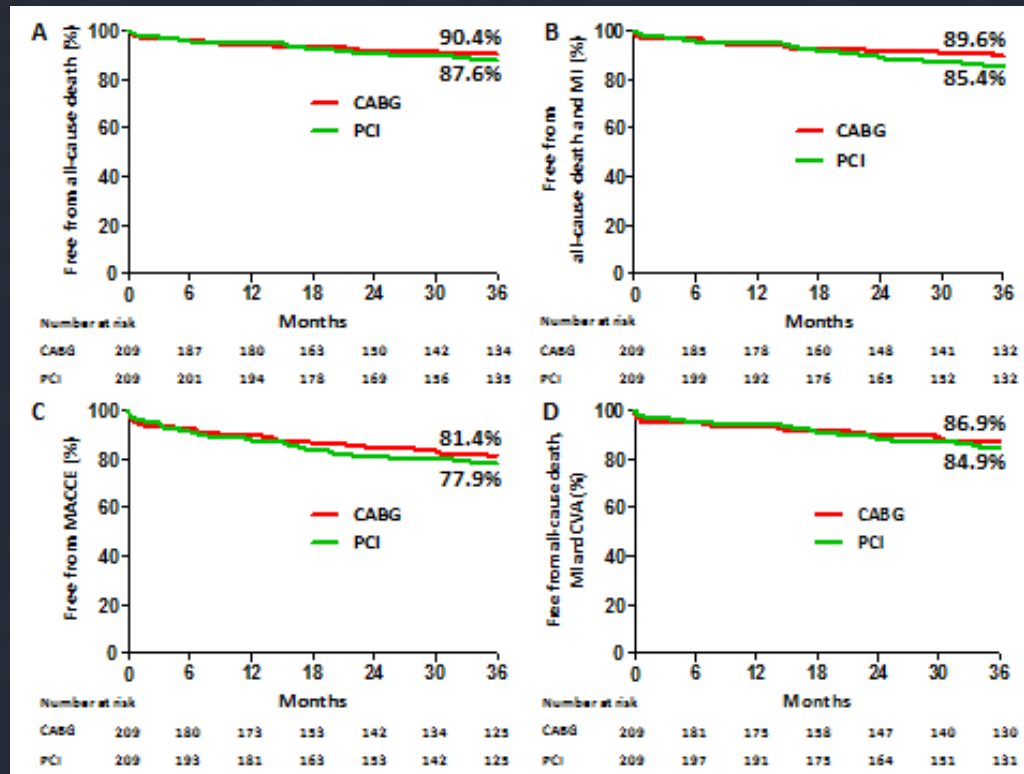 A
Free from all-cause death (%)
100
80
60
40
20
0
90.4%
87.6%
CABG
PCI
0 6 12 18 24 30 36
Number at risk
Months
CABG 209 187 180 163 150 142 134
PCI 209 201 194 178 169 156 135
B
Free from
all-cause death and MI (%)
100
80
60
40
20
0
89.6%
85.4%
CABG
PCI
0 6 12 18 24 30 36
Number at risk
Months
CABG 209 185 178 160 148 141 132
PCI 209 199 192 176 165 152 132
C
Free from MACCE (%)
100
80
60
40
20
0
81.4%
77.9%
CABG
PCI
0 6 12 18 24 30 36
Number at risk
Months
CABG 209 180 173 153 142 134 125
PCI 209 193 181 163 153 142 125
D
Free from all-cause death,
MI and CVA (%)
100
80
60
40
20
0
86.9%
84.9%
CABG
PCI
0 6 12 18 24 30 36
Number at risk
Months
CABG 209 181 175 158 147 140 130
PCI 209 197 191 175 164 151 131